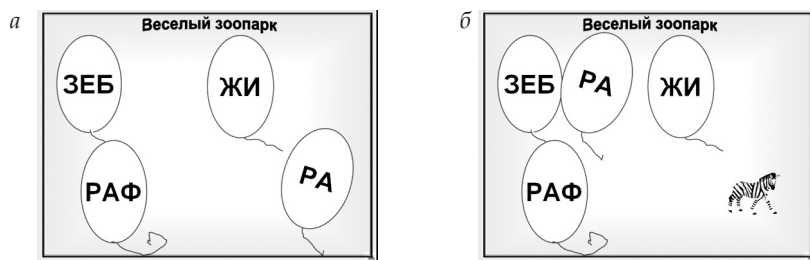 а
Веселый зоопарк
ЗЕБ
ЖИ
РАФ
РА
б
Веселый зоопарк
ЗЕБ
РА
ЖИ
РАФ